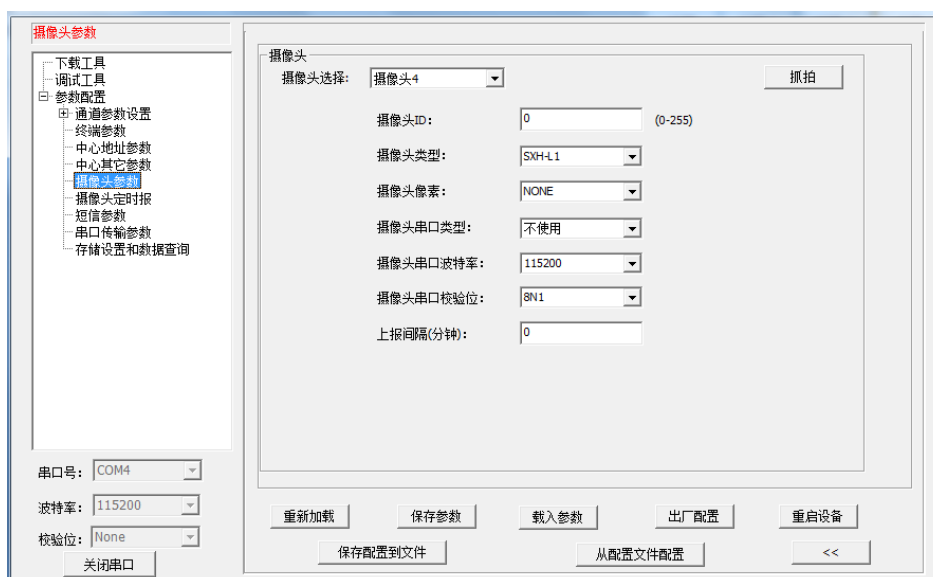 摄像头参数
下载工具
调试工具
参数配置
通道参数设置
终端参数
中心地址参数
中心其它参数
摄像头参数
摄像头定时报
短信参数
串口传输参数
存储设置和数据查询
串口号: COM4
波特率: 115200
校验位: None
关闭串口
摄像头
摄像头选择: 摄像头4 抓拍
摄像头ID: 0 (0-255)
摄像头类型: SXH-L1
摄像头像素: NONE
摄像头串口类型: 不使用
摄像头串口波特率: 115200
摄像头串口校验位: 8N1
上报间隔(分钟): 0
重新加载 保存参数 载入参数 出厂配置 重启设备
保存配置到文件 从配置文件配置 <<